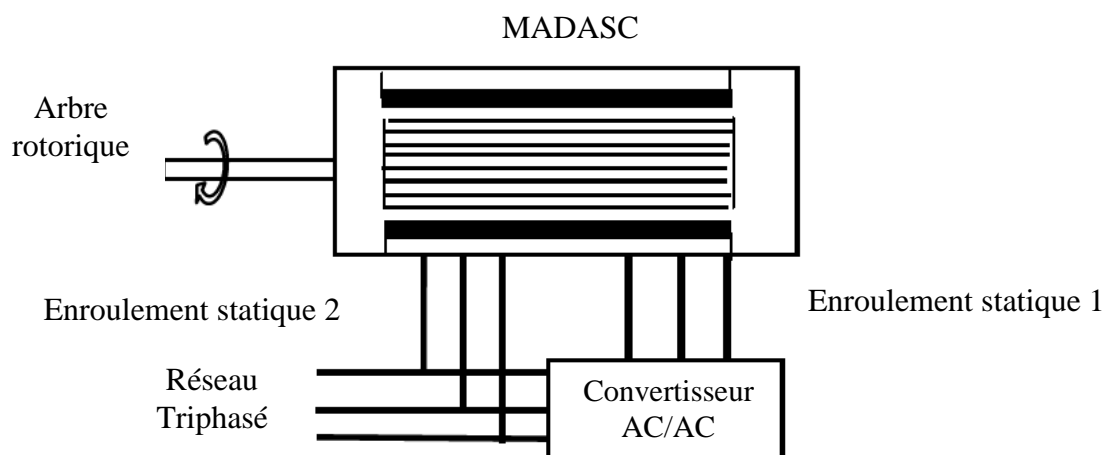 MADASC
Arbre
rotorique
Enroulement statique 2
Enroulement statique 1
Réseau
Triphasé
Convertisseur
AC/AC